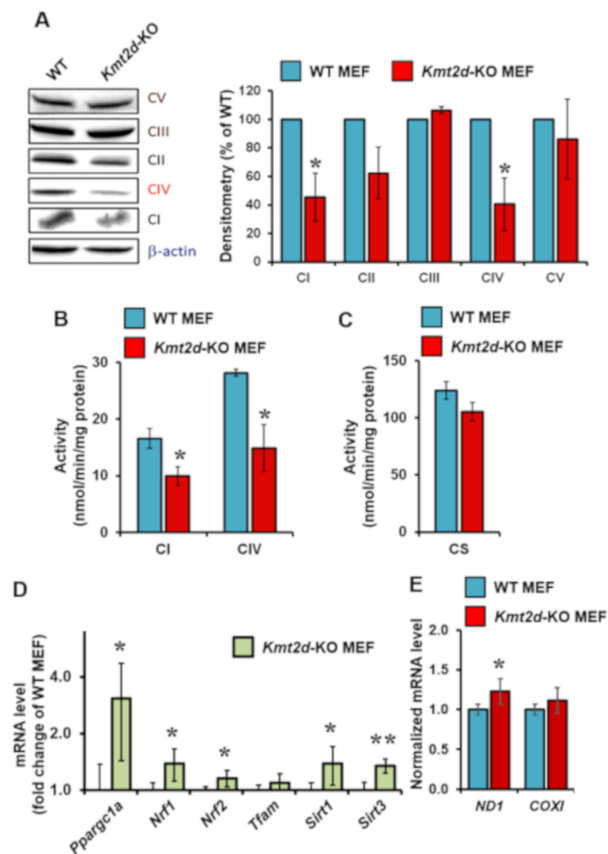 A
WT
Kmt2d-KO
CV
CIII
CII
CIV
CI
β-actin
WT MEF
Kmt2d-KO MEF
Densitometry (% of WT)
120
100
80
60
40
20
0
*
*
CI
CII
CIII
CIV
CV
B
WT MEF
Kmt2d-KO MEF
Activity
(nmol/min/mg protein)
30
20
10
0
*
*
CI
CIV
C
WT MEF
Kmt2d-KO MEF
Activity
(nmol/min/mg protein)
150
100
50
0
CS
D
Kmt2d-KO MEF
mRNA level
(fold change of WT MEF)
4.0
2.0
1.0
*
*
*
*
**
Ppargc1a
Nrf1
Nrf2
Tfam
Sirt1
Sirt3
E
WT MEF
Kmt2d-KO MEF
Normalized mRNA level
2.0
1.5
1.0
0.5
0.0
*
ND1
COXI